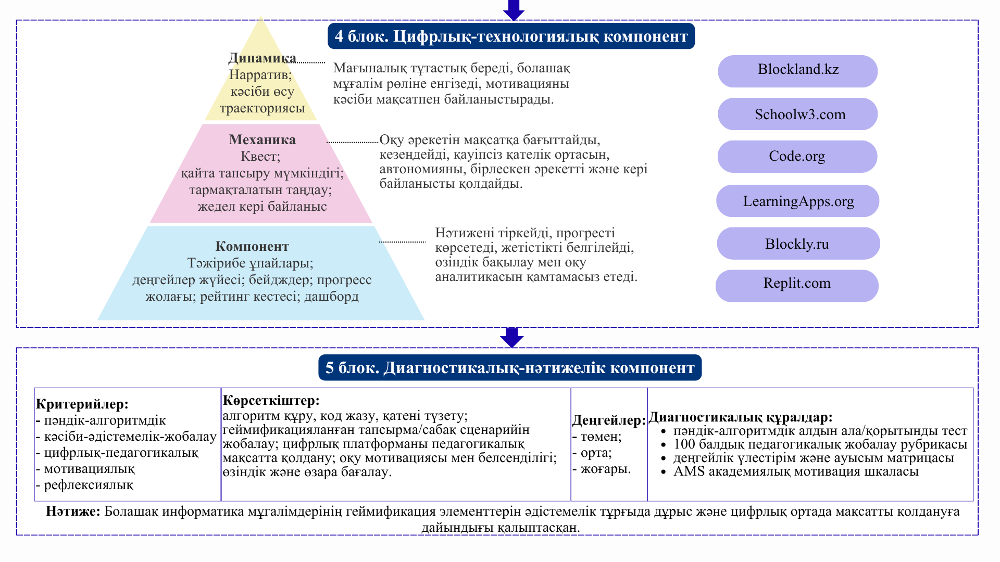 4 блок. Цифрлық-технологиялық компонент
Динамика
Нарратив;
кәсіби өсу
траекториясы
Мағыналық тұтастық береді, болашақ
мұғалім рөліне енгізеді, мотивацияны
кәсіби мақсатпен байланыстырады.
Механика
Квест;
қайта тапсыру мүмкіндігі;
тармақталатын таңдау;
жедел кері байланыс
Оқу әрекетін мақсатқа бағыттайды,
кезеңдейді, қауіпсіз қателік ортасын,
автономияны, бірлескен әрекетті және кері
байланысты қолдайды.
Компонент
Тәжірибе ұпайлары;
деңгейлер жүйесі; бейдждер; прогресс
жолағы; рейтинг кестесі; дашборд
Нәтижені тіркейді, прогресті
көрсетеді, жетістікті белгілейді,
өзіндік бақылау мен оқу
аналитикасын қамтамасыз етеді.
Blockland.kz
Schoolw3.com
Code.org
LearningApps.org
Blockly.ru
Replit.com
5 блок. Диагностикалық-нәтижелік компонент
Критерийлер:
- пәндік-алгоритмдік
- кәсіби-әдістемелік-жобалау
- цифрлық-педагогикалық
- мотивациялық
- рефлексиялық
Көрсеткіштер:
алгоритм құру, код жазу, қатені түзету;
геймификацияланған тапсырма/сабақ сценарийін
жобалау; цифрлық платформаны педагогикалық
мақсатта қолдану; оқу мотивациясы мен белсенділігі;
өзіндік және өзара бағалау.
Деңгейлер:
- төмен;
- орта;
- жоғары.
Диагностикалық құралдар:
• пәндік-алгоритмдік алдын ала/қорытынды тест
• 100 балдық педагогикалық жобалау рубрикасы
• деңгейлік үлестірім және ауысым матрицасы
• AMS академиялық мотивация шкаласы
Нәтиже: Болашақ информатика мұғалімдерінің геймификация элементтерін әдістемелік тұрғыда дұрыс және цифрлық ортада мақсатты қолдануға
дайындығы қалыптасқан.